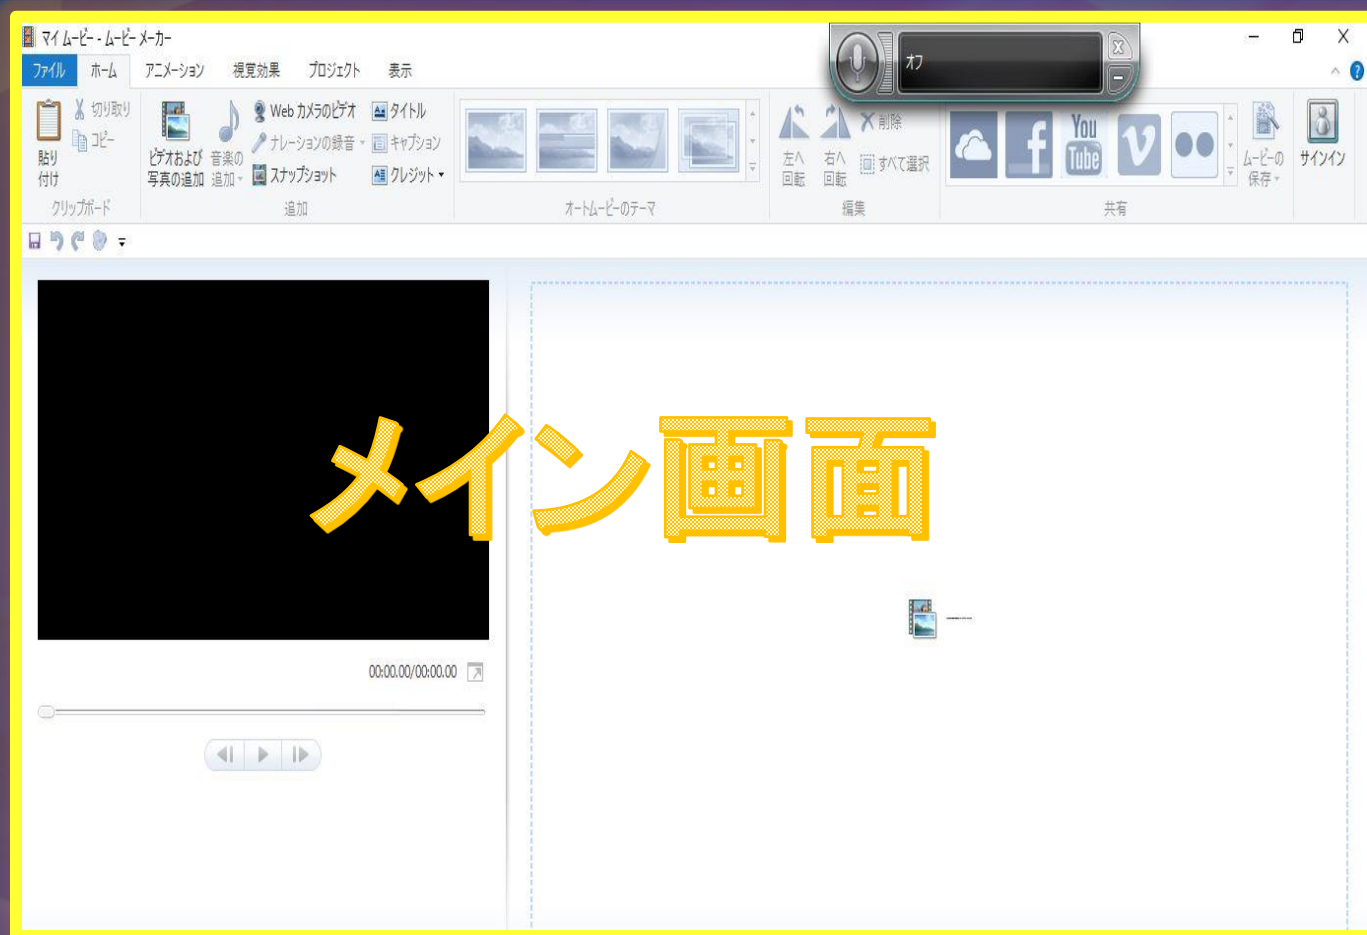 マイ ムービー - ムービー メーカー
オフ
ファイル ホーム アニメーション 視覚効果 プロジェクト 表示
貼り
付け
切り取り
コピー
クリップボード
ビデオおよび
写真の追加
音楽の
追加
Web カメラのビデオ
ナレーションの録音
スナップショット
タイトル
キャプション
クレジット
追加
オートムービーのテーマ
左へ
回転
右へ
回転
削除
すべて選択
編集
f
You
Tube
v
共有
ムービーの
保存
サインイン
メイン画面
00:00.00/00:00.00